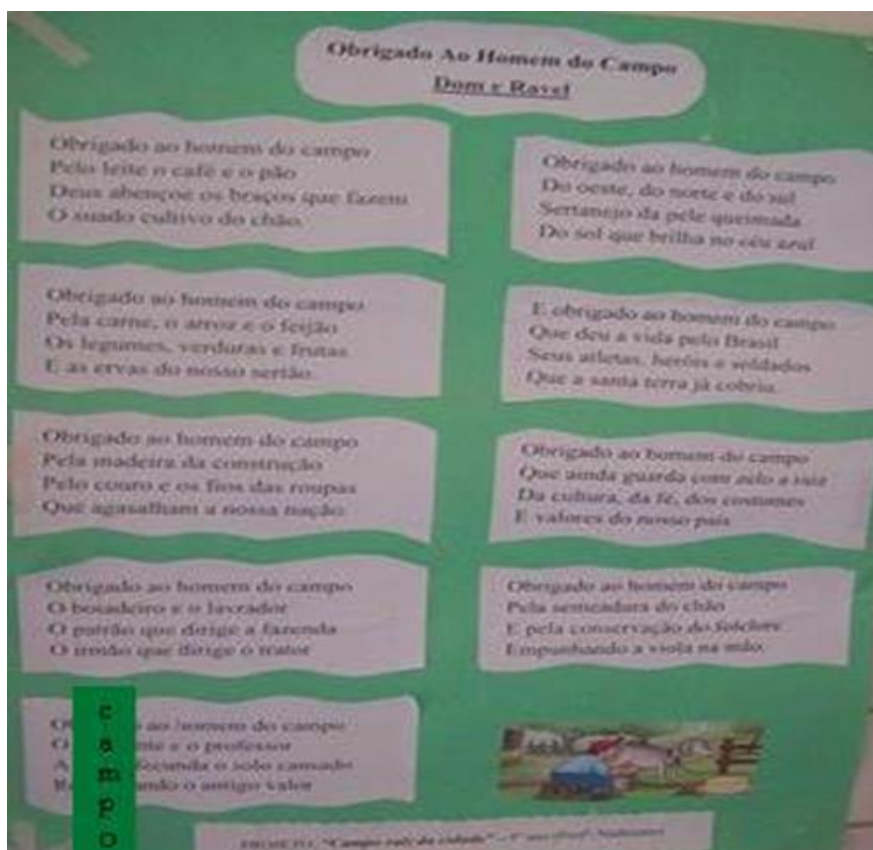 Obrigado Ao Homem do Campo
Dom e Ravel
Obrigado ao homem do campo
Pelo leite o café e o pão
Deus abençoe os braços que fazem
O suado cultivo do chão.
Obrigado ao homem do campo
Pela carne, o arroz e o feijão
Os legumes, verduras e frutas
E as ervas do nosso sertão.
Obrigado ao homem do campo
Pela madeira da construção
Pelo couro e os fios das roupas
Que agasalham a nossa nação.
Obrigado ao homem do campo
O boiadeiro e o lavrador
O patrão que dirige a fazenda
O irmão que dirige o trator
ao homem do campo
O e o professor
A fecunda o solo cansado
o antigo valor
Obrigado ao homem do campo
Do oeste, do norte e do sul
Sertanejo da pele queimada
Do sol que brilha no céu azul
E obrigado ao homem do campo
Que deu a vida pelo Brasil
Seus atletas, heróis e soldados
Que a santa terra já cobriu.
Obrigado ao homem do campo
Que ainda guarda com zelo a raiz
Da cultura, da fé, dos costumes
E valores do nosso país
Obrigado ao homem do campo
Pela semeadura do chão
E pela conservação do folclore
Empunhando a viola na mão.
campo
PROJETO: "Campo cidade"